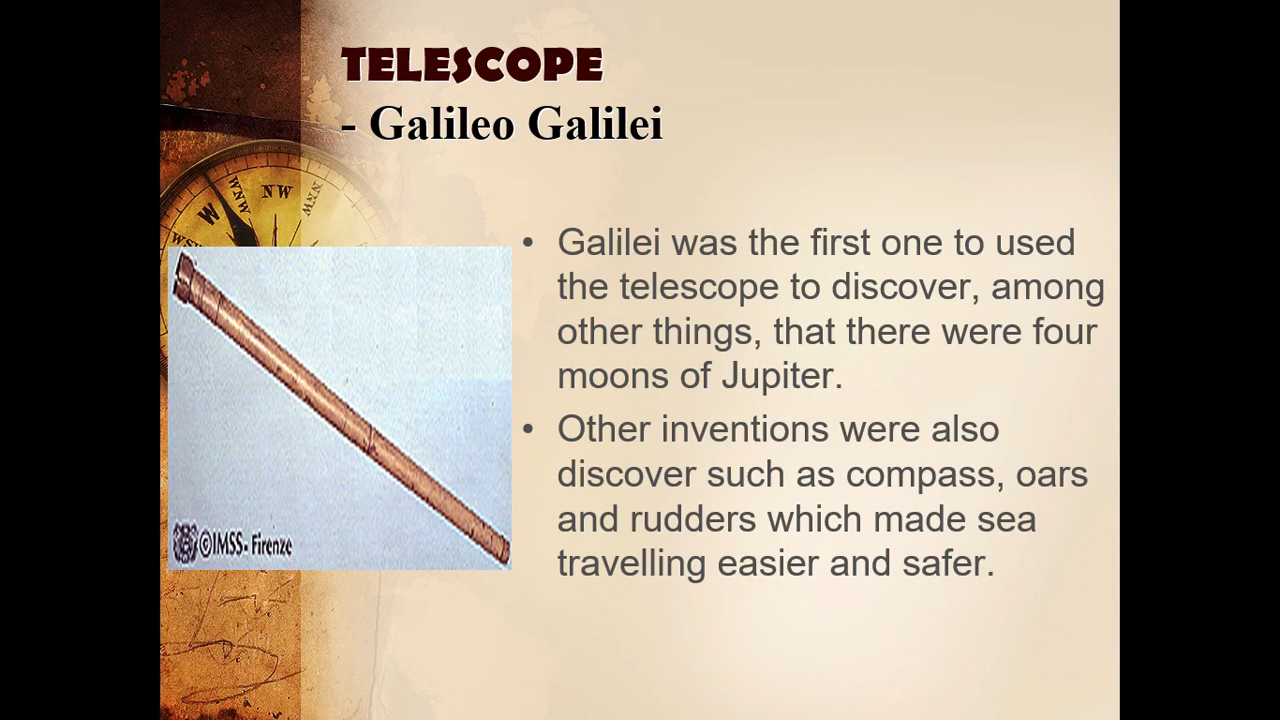 TELESCOPE
- Galileo Galilei
WNW
NW
W
• Galilei was the first one to used
the telescope to discover, among
other things, that there were four
moons of Jupiter.
• Other inventions were also
discover such as compass, oars
and rudders which made sea
travelling easier and safer.
©IMSS - Firenze